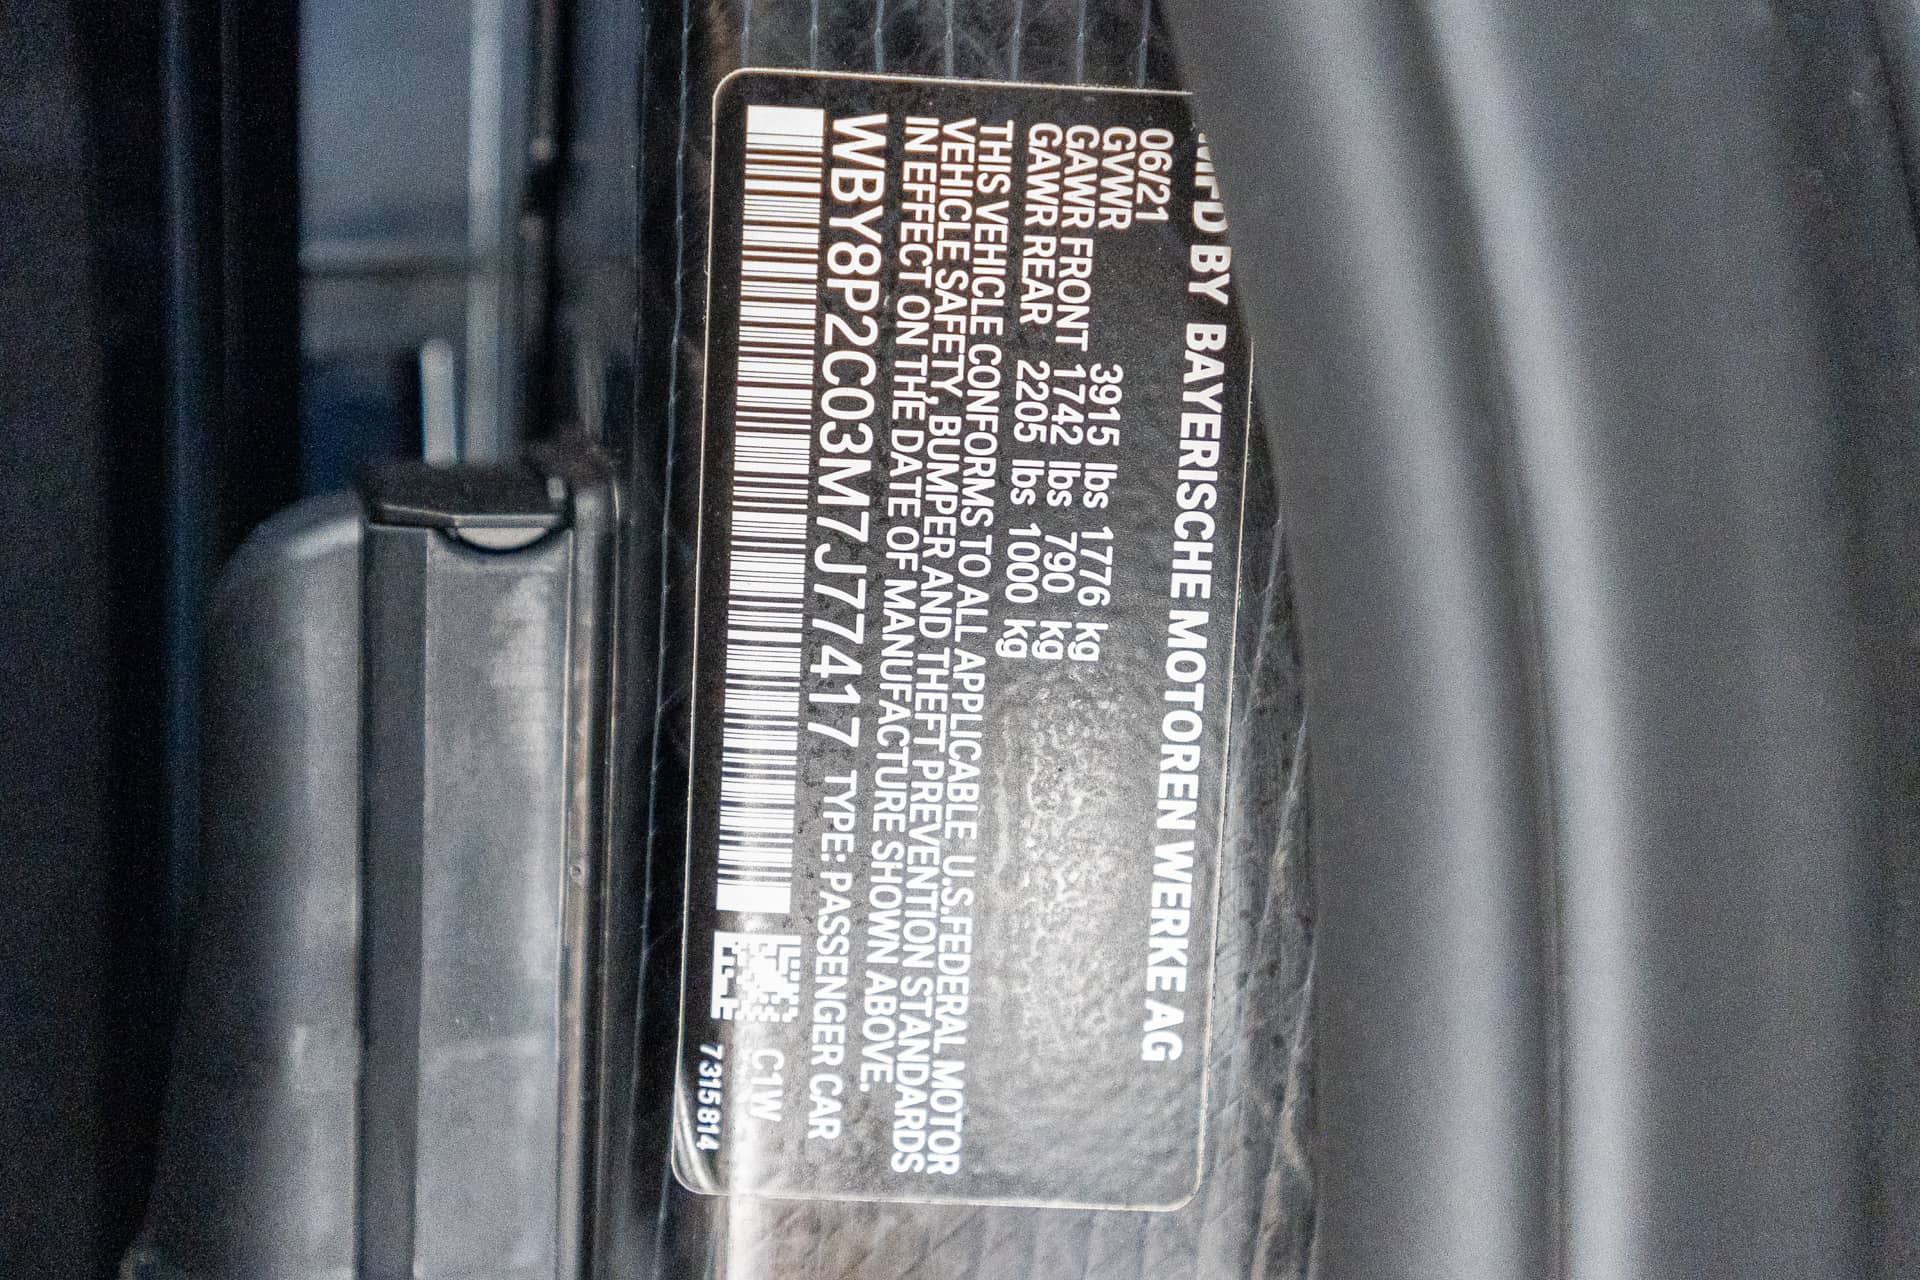 MFD BY BAYERISCHE MOTOREN WERKE AG
06/21
GVWR 3915 lbs 1776 kg
GAWR FRONT 1742 lbs 790 kg
GAWR REAR 2205 lbs 1000 kg
THIS VEHICLE CONFORMS TO ALL APPLICABLE U.S.FEDERAL MOTOR
VEHICLE SAFETY, BUMPER AND THEFT PREVENTION STANDARDS
IN EFFECT ON THE DATE OF MANUFACTURE SHOWN ABOVE.
WBY8P2C03M7J77417 TYPE: PASSENGER CAR
C1W
7315814